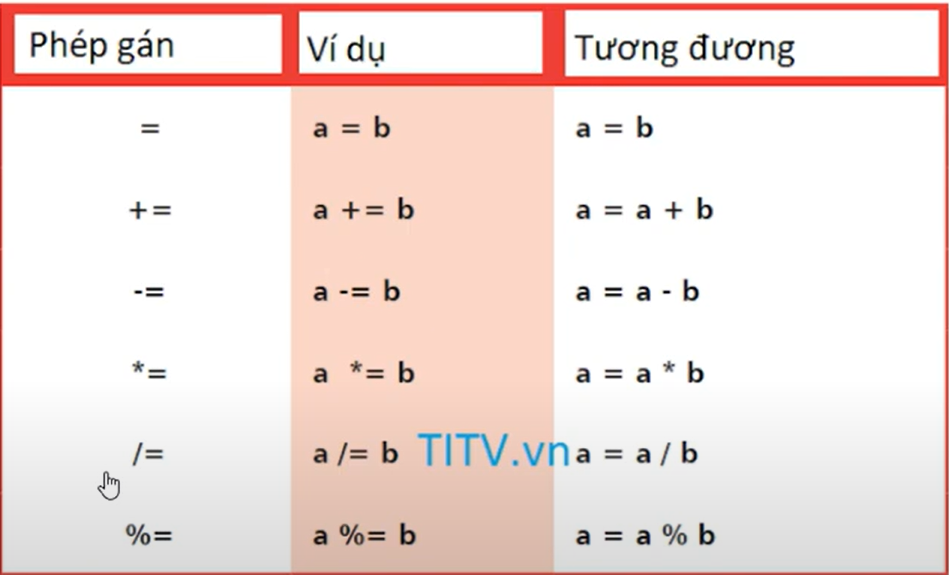 Phép gán Ví dụ Tương đương
= a = b a = b
+= a += b a = a + b
-= a -= b a = a - b
*= a *= b a = a * b
/= a /= b TITV.vn a = a / b
%= a %= b a = a % b